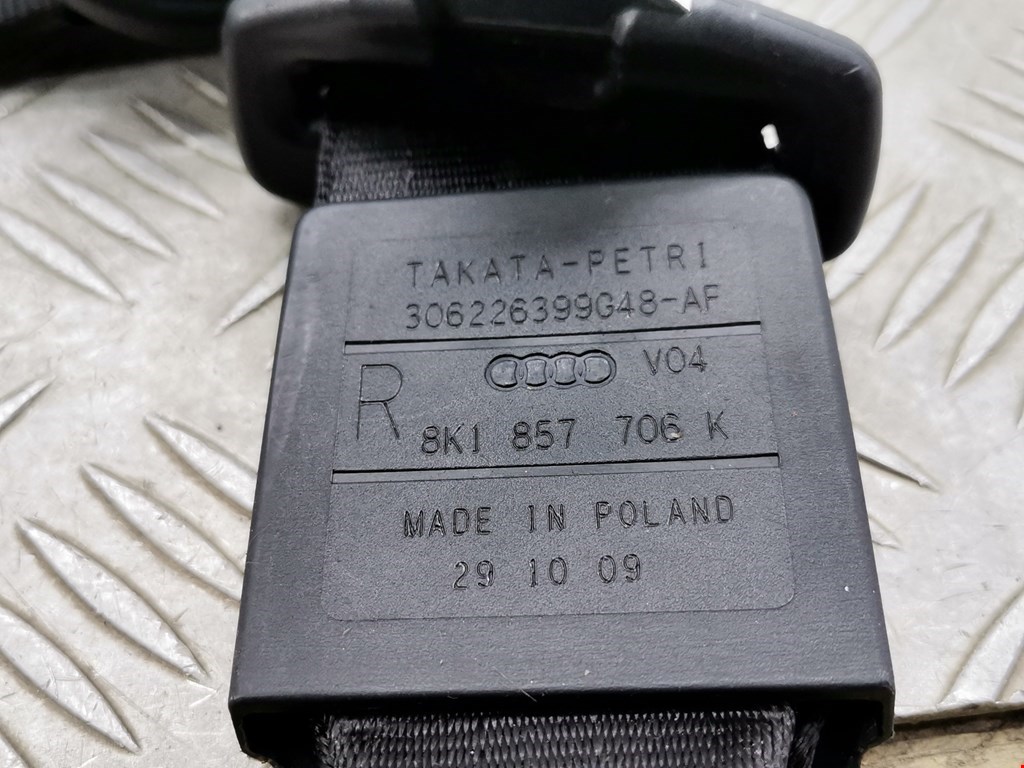 TAKATA-PETRI
306226399G48-AF
R V04
8K1 857 706 K
MADE IN POLAND
29 10 09